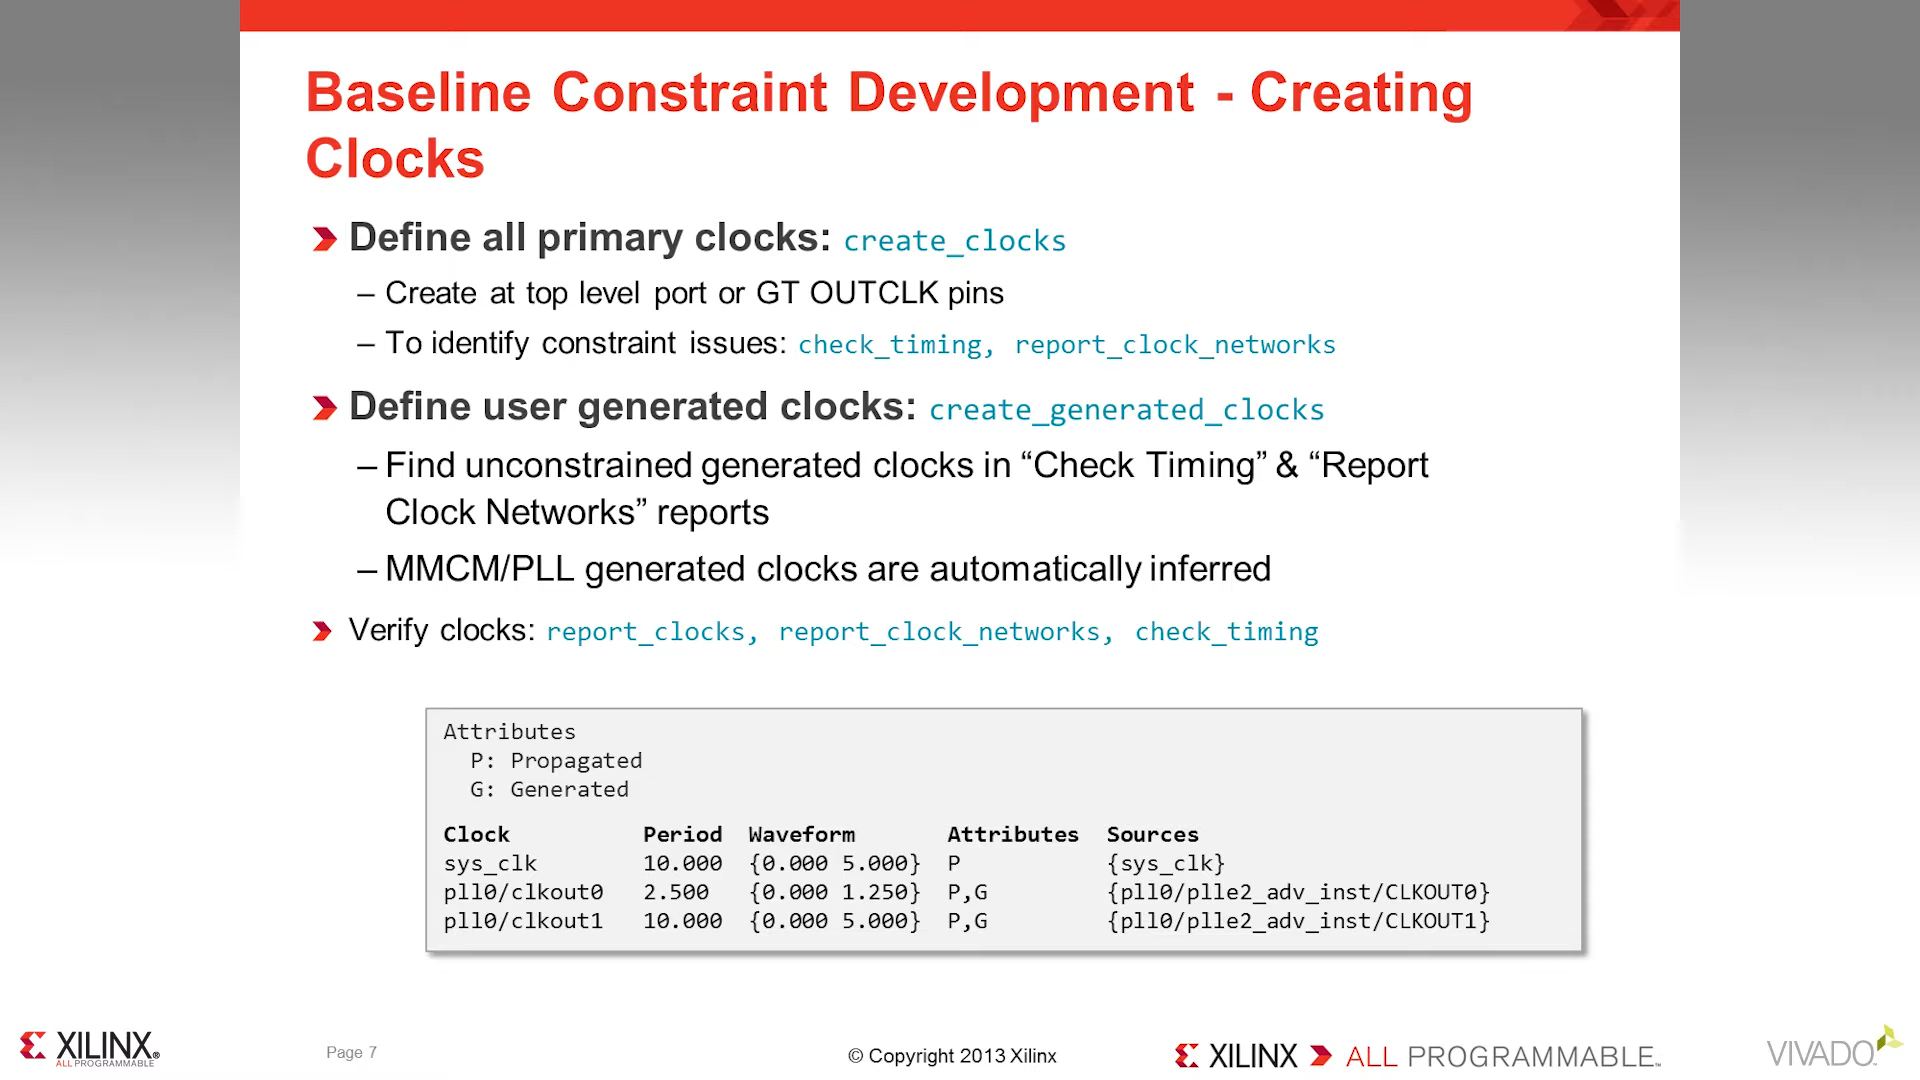 Baseline Constraint Development - Creating
Clocks
Define all primary clocks: create_clocks
– Create at top level port or GT OUTCLK pins
– To identify constraint issues: check_timing, report_clock_networks
Define user generated clocks: create_generated_clocks
– Find unconstrained generated clocks in “Check Timing” & “Report
Clock Networks” reports
– MMCM/PLL generated clocks are automatically inferred
Verify clocks: report_clocks, report_clock_networks, check_timing
Attributes
P: Propagated
G: Generated
Clock Period Waveform Attributes Sources
sys_clk 10.000 {0.000 5.000} P {sys_clk}
pll0/clkout0 2.500 {0.000 1.250} P,G {pll0/plle2_adv_inst/CLKOUT0}
pll0/clkout1 10.000 {0.000 5.000} P,G {pll0/plle2_adv_inst/CLKOUT1}
XILINX®
ALL PROGRAMMABLE
Page 7
© Copyright 2013 Xilinx
XILINX ALL PROGRAMMABLE™
VIVADO™